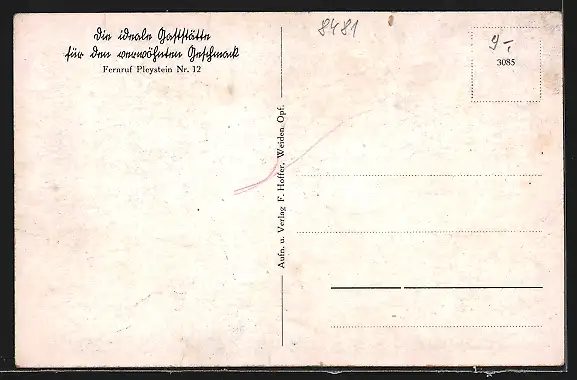 Die ideale Gaststätte
für den verwöhnten Geschmack
Fernruf Pleystein Nr. 12
8481
9,-
3085
Aufn. u. Verlag F. Hoffer, Weiden, Opf.